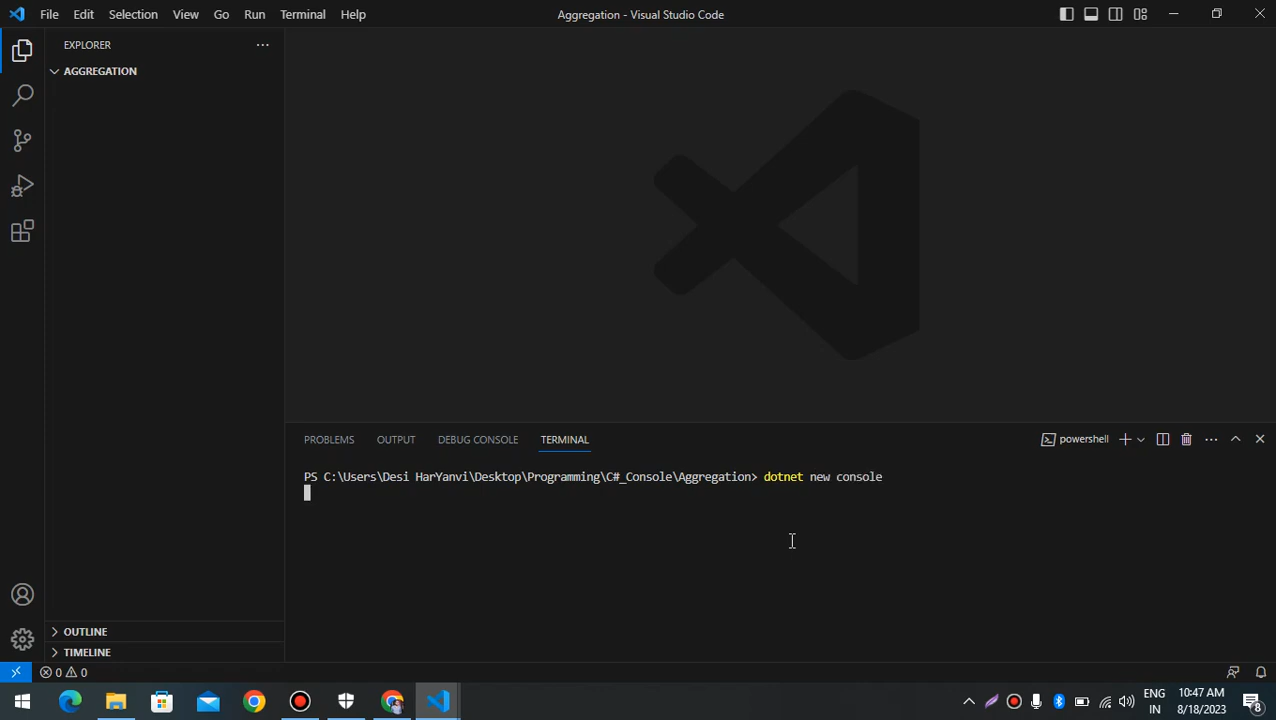 File Edit Selection View Go Run Terminal Help
Aggregation - Visual Studio Code
EXPLORER
AGGREGATION
PROBLEMS OUTPUT DEBUG CONSOLE TERMINAL
powershell
PS C:\Users\Desi HarYanvi\Desktop\Programming\C#_Console\Aggregation> dotnet new console
OUTLINE
TIMELINE
0 0
ENG
IN
10:47 AM
8/18/2023
8